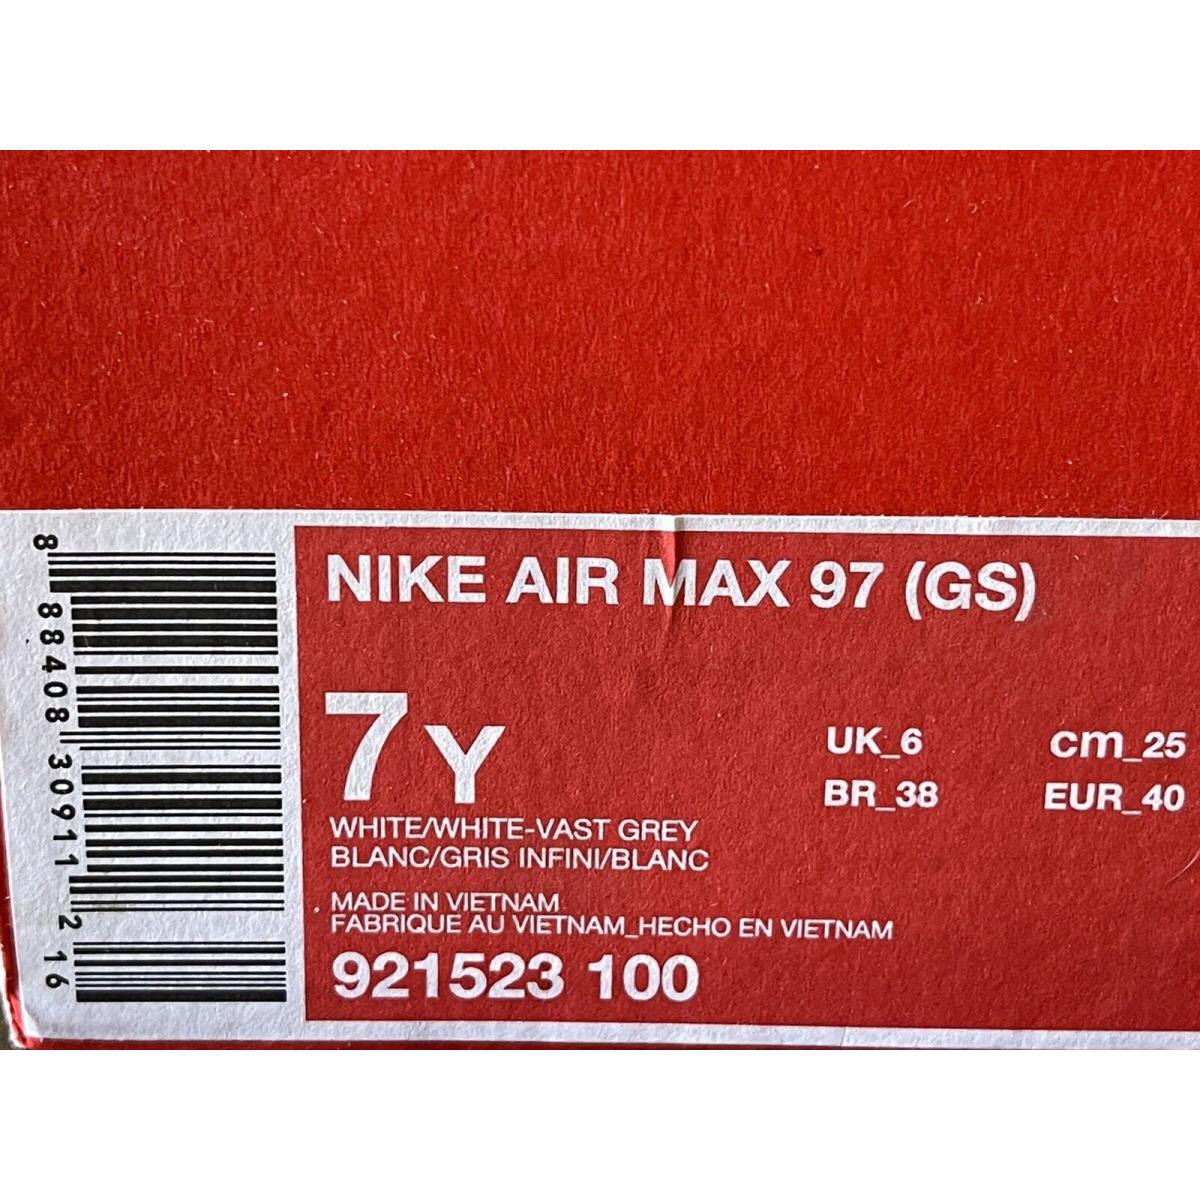 NIKE AIR MAX 97 (GS)
7Y
UK_6 cm_25
BR_38 EUR_40
WHITE/WHITE-VAST GREY
BLANC/GRIS INFINI/BLANC
MADE IN VIETNAM
FABRIQUE AU VIETNAM_HECHO EN VIETNAM
921523 100
8 88408 30911 2 16